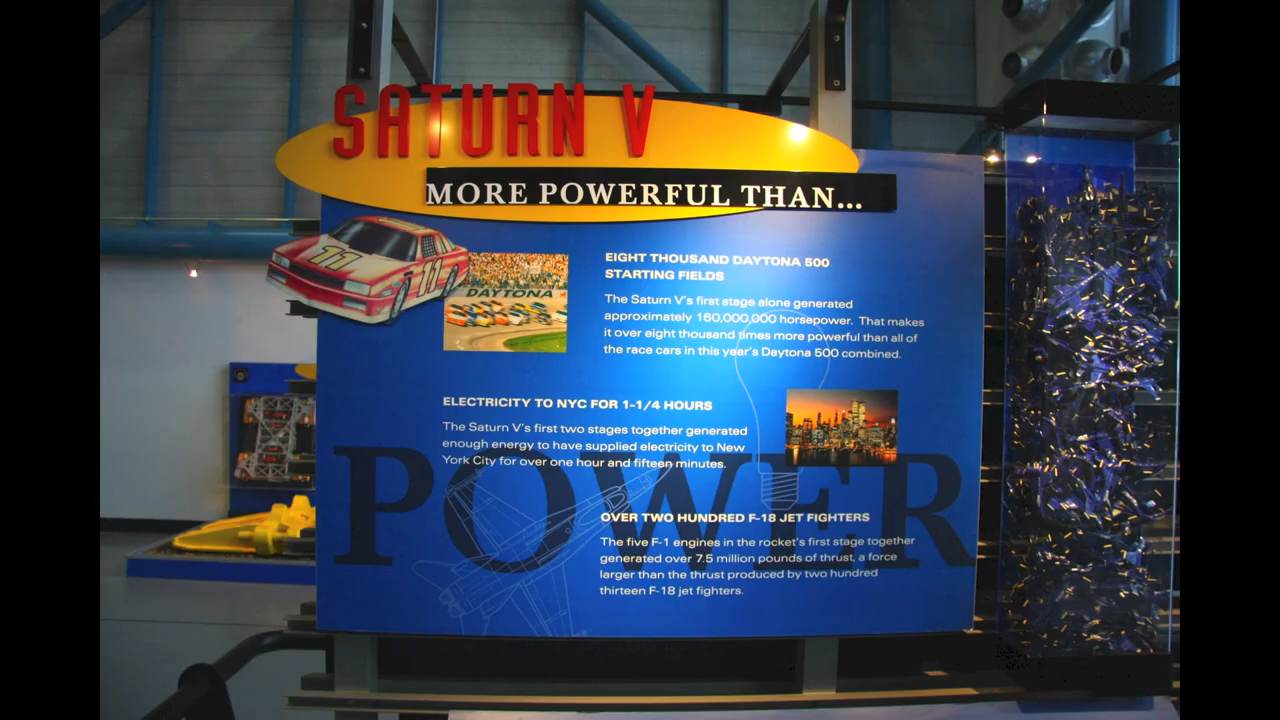 SATURN V
MORE POWERFUL THAN...
11
11
DAYTONA
EIGHT THOUSAND DAYTONA 500
STARTING FIELDS
The Saturn V's first stage alone generated
approximately 160,000,000 horsepower. That makes
it over eight thousand times more powerful than all of
the race cars in this year's Daytona 500 combined.
ELECTRICITY TO NYC FOR 1-1/4 HOURS
The Saturn V's first two stages together generated
enough energy to have supplied electricity to New
York City for over one hour and fifteen minutes.
POWER
OVER TWO HUNDRED F-18 JET FIGHTERS
The five F-1 engines in the rocket's first stage together
generated over 7.5 million pounds of thrust, a force
larger than the thrust produced by two hundred
thirteen F-18 jet fighters.